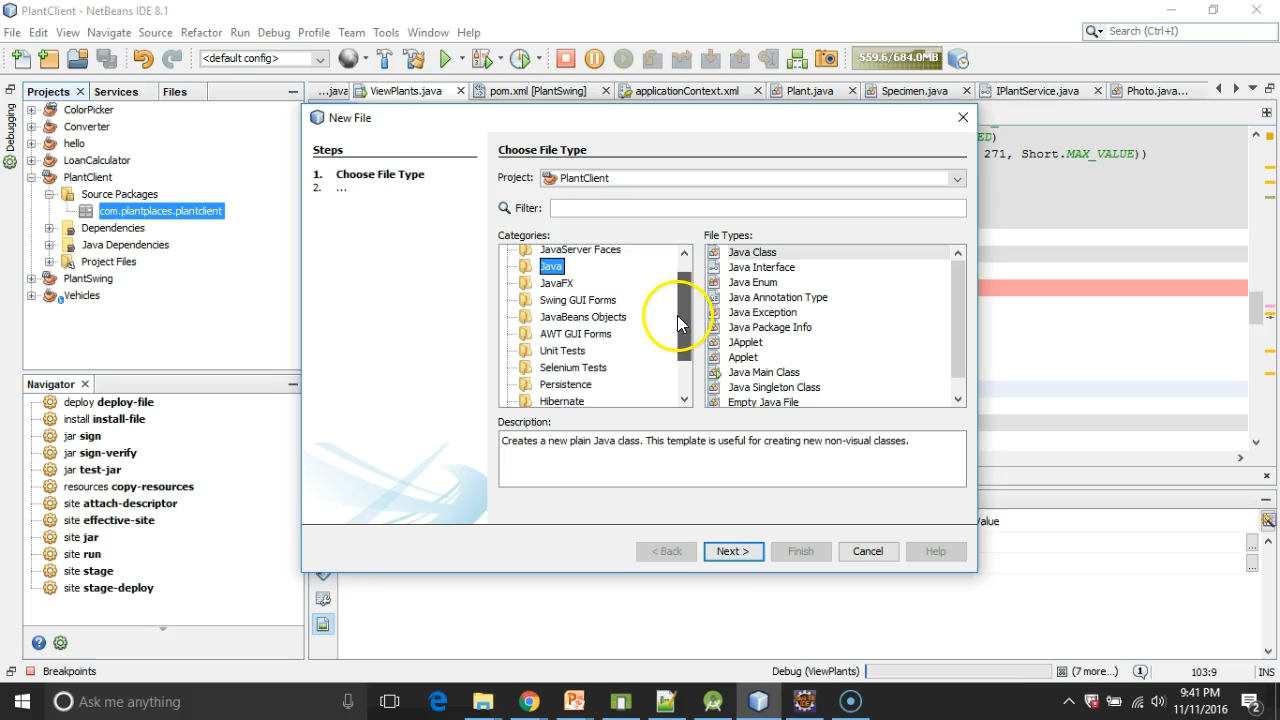 PlantClient - NetBeans IDE 8.1
File Edit View Navigate Source Refactor Run Debug Profile Team Tools Window Help
Search (Ctrl+I)
<default config>
559.6/684.0MB
Projects Services Files
...java ViewPlants.java pom.xml [PlantSwing] applicationContext.xml Plant.java Specimen.java IPlantService.java Photo.java...
Debugging
ColorPicker
Converter
hello
LoanCalculator
PlantClient
Source Packages
com.plantplaces.plantclient
Dependencies
Java Dependencies
Project Files
PlantSwing
Vehicles
Navigator
deploy deploy-file
install install-file
jar sign
jar sign-verify
jar test-jar
resources copy-resources
site attach-descriptor
site effective-site
site jar
site run
site stage
site stage-deploy
New File
Steps
1. Choose File Type
2. ...
Choose File Type
Project: PlantClient
Filter:
Categories:
JavaServer Faces
Java
JavaFX
Swing GUI Forms
JavaBeans Objects
AWT GUI Forms
Unit Tests
Selenium Tests
Persistence
Hibernate
File Types:
Java Class
Java Interface
Java Enum
Java Annotation Type
Java Exception
Java Package Info
JApplet
Applet
Java Main Class
Java Singleton Class
Empty Java File
Description:
Creates a new plain Java class. This template is useful for creating new non-visual classes.
< Back Next > Finish Cancel Help
ED)
271, Short.MAX_VALUE))
alue
Breakpoints
Debug (ViewPlants)
(7 more...)
1
103:9
INS
Ask me anything
9:41 PM
11/11/2016
2